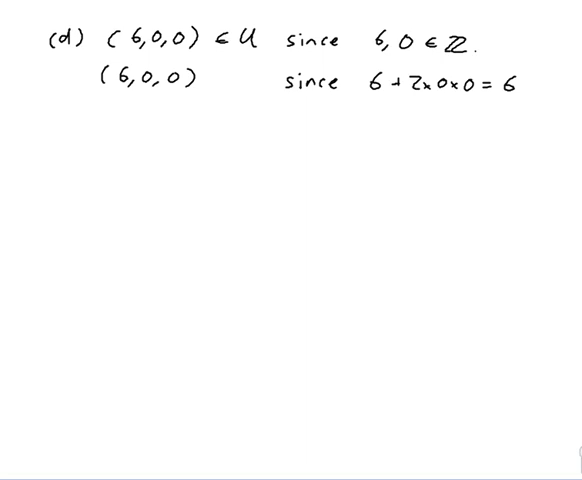 (d) (6,0,0) ∈ U since 6, 0 ∈ ℤ.
(6,0,0) since 6 + 2×0×0 = 6